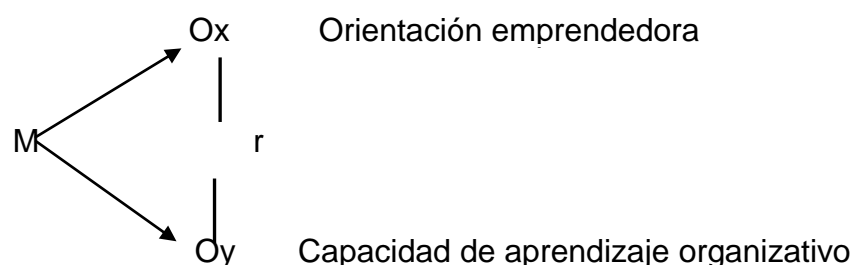 Ox Orientación emprendedora
M r
Oy Capacidad de aprendizaje organizativo